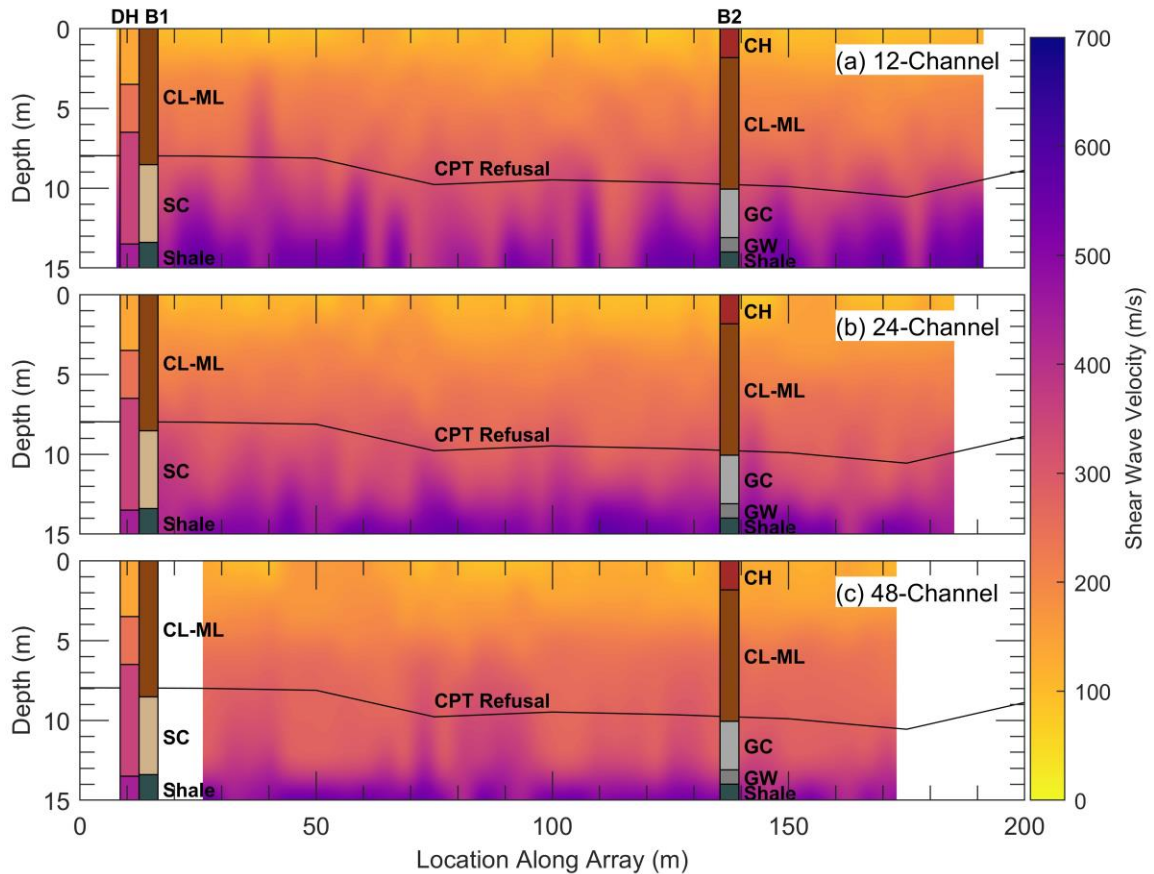 DH B1 B2
0
CH
(a) 12-Channel
CL-ML
5
CL-ML
CPT Refusal
10
SC
GC
GW
15
Shale
Shale
Depth (m)
0
CH
(b) 24-Channel
CL-ML
5
CL-ML
CPT Refusal
10
SC
GC
GW
15
Shale
Shale
Depth (m)
0
CH
(c) 48-Channel
CL-ML
5
CL-ML
CPT Refusal
10
SC
GC
GW
15
Shale
Shale
Depth (m)
0 50 100 150 200
Location Along Array (m)
700
600
500
400
300
200
100
0
Shear Wave Velocity (m/s)